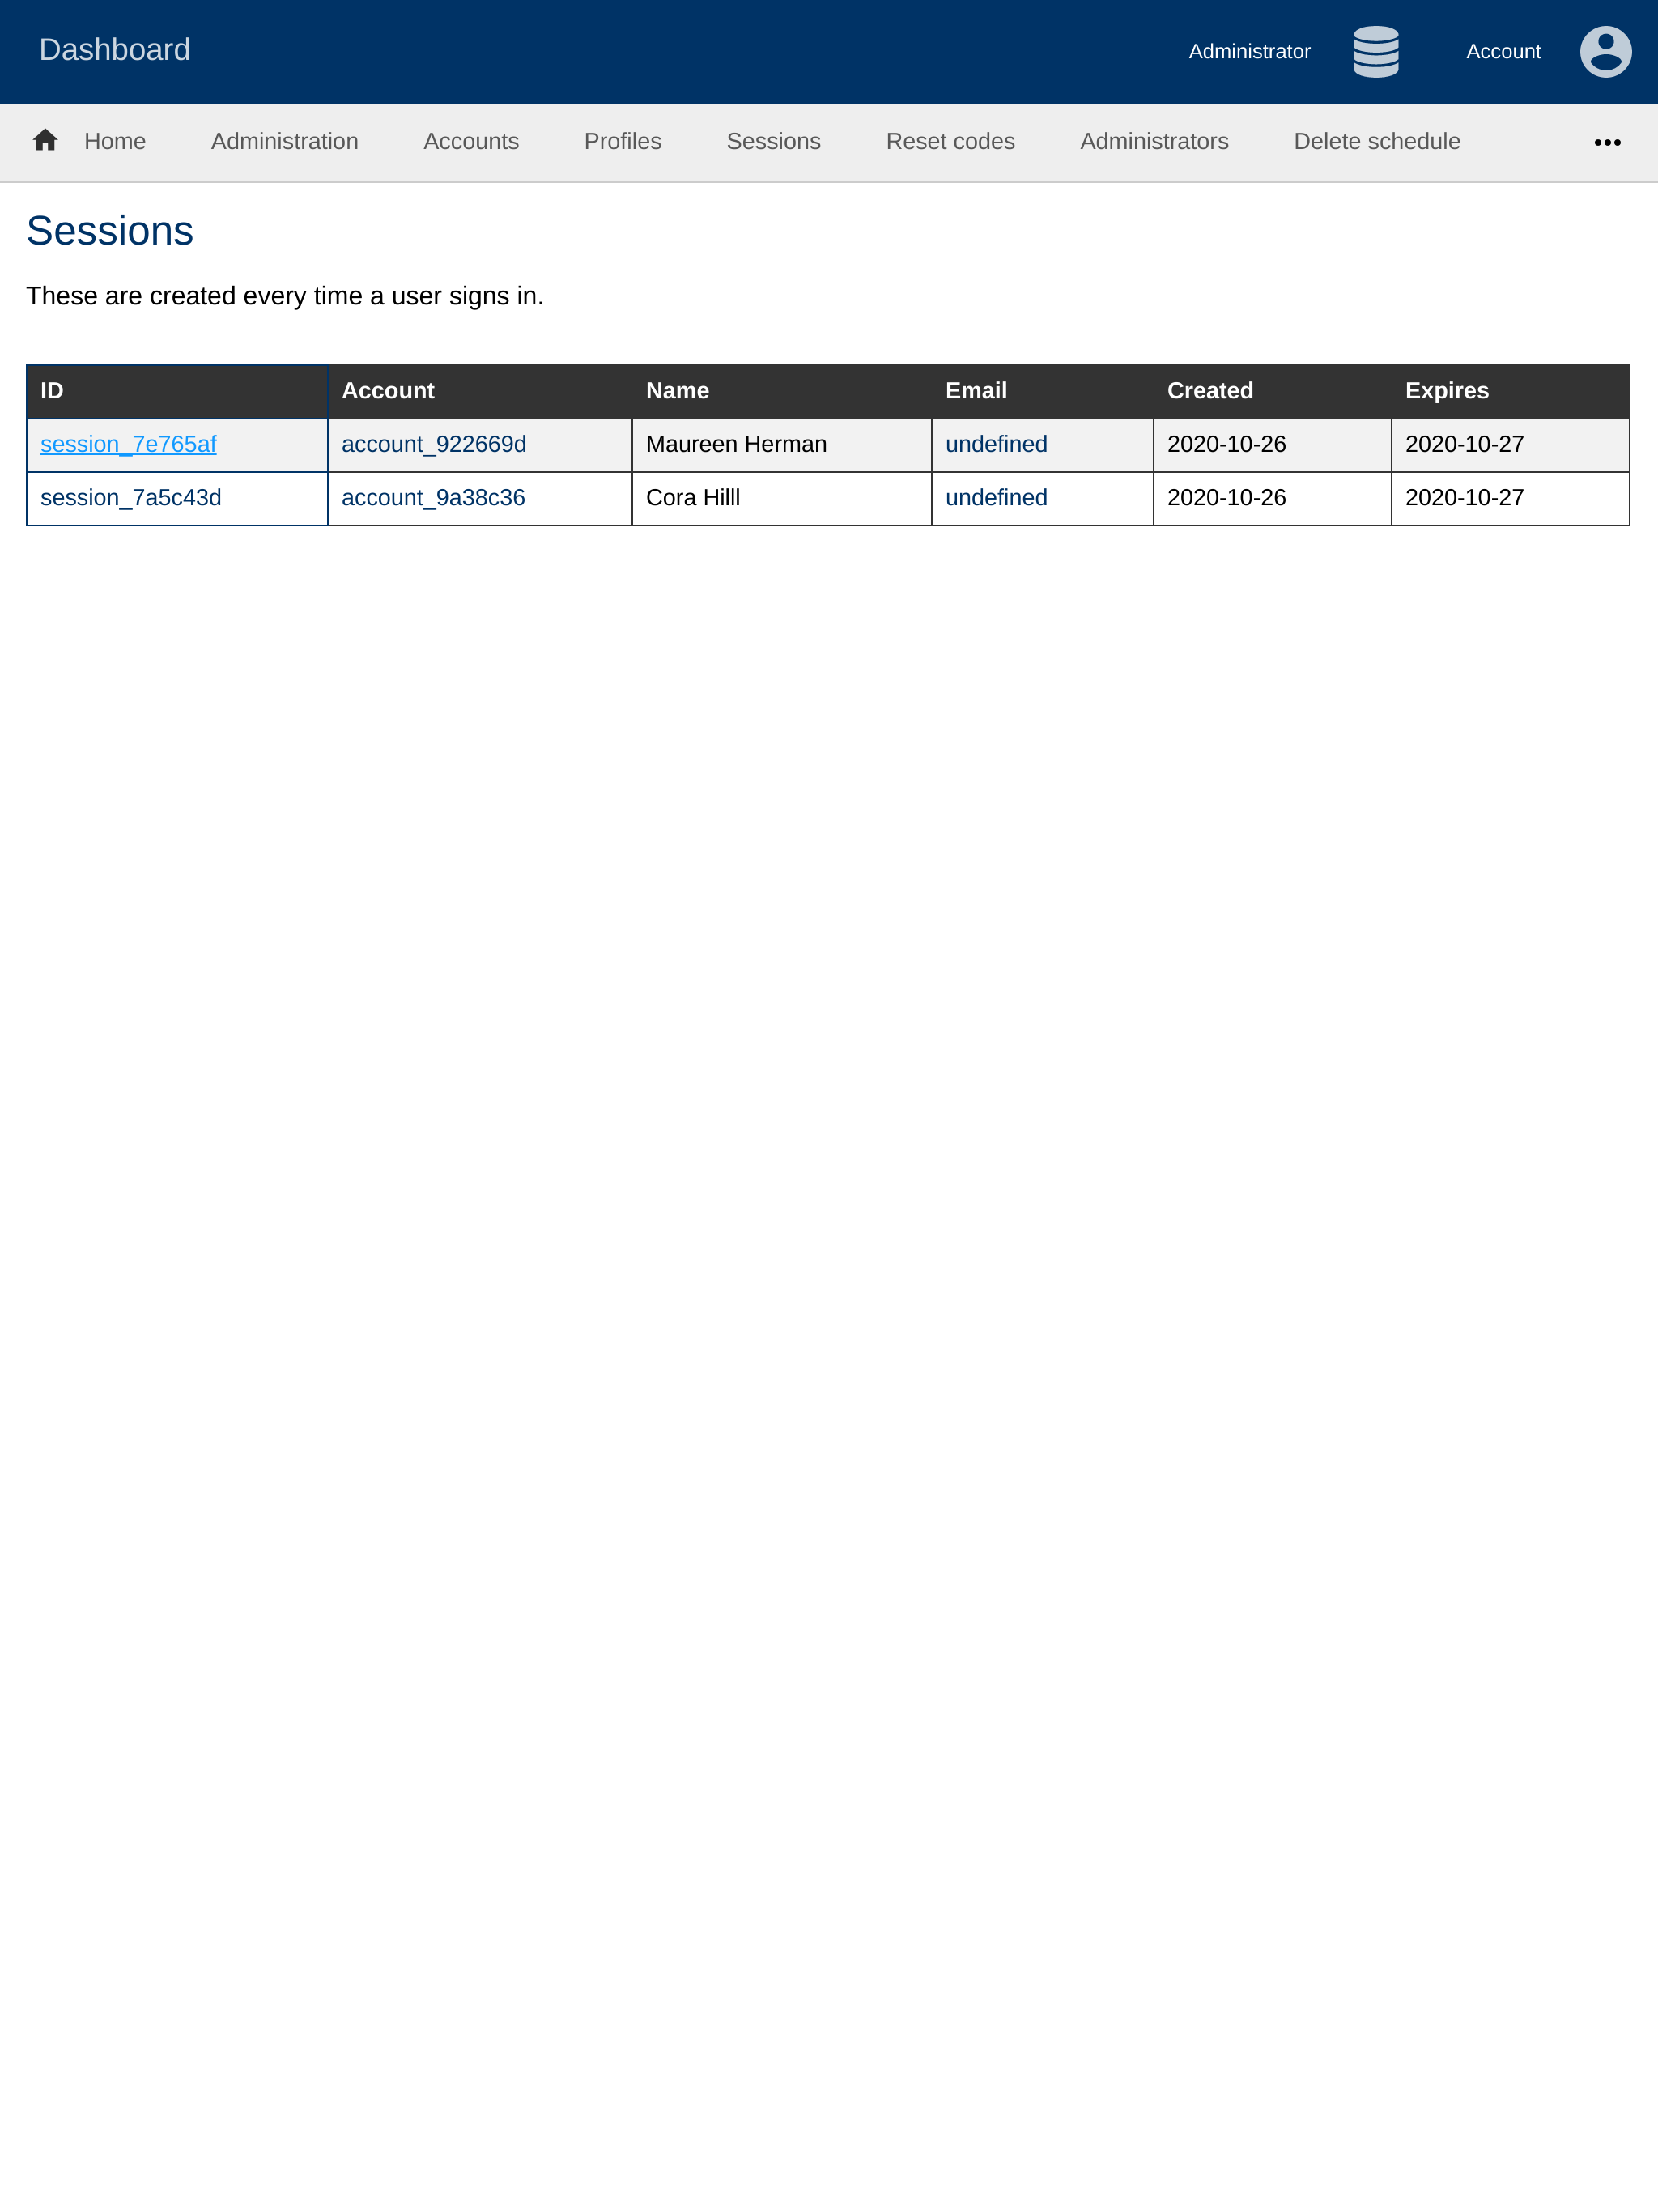 Dashboard Administrator Account
Home Administration Accounts Profiles Sessions Reset codes Administrators Delete schedule •••
Sessions
These are created every time a user signs in.
ID Account Name Email Created Expires
session_7e765af account_922669d Maureen Herman undefined 2020-10-26 2020-10-27
session_7a5c43d account_9a38c36 Cora Hilll undefined 2020-10-26 2020-10-27